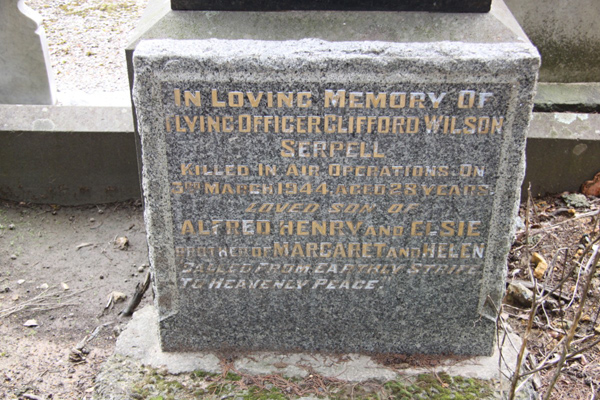 In Loving Memory Of
Flying Officer Clifford Wilson
Serpell
Killed In Air Operations On
3rd March 1944 Aged 28 Years
Loved Son Of
Alfred Henry and Elsie
Brother of Margaret and Helen
"Called From Earthly Strife
To Heavenly Peace."